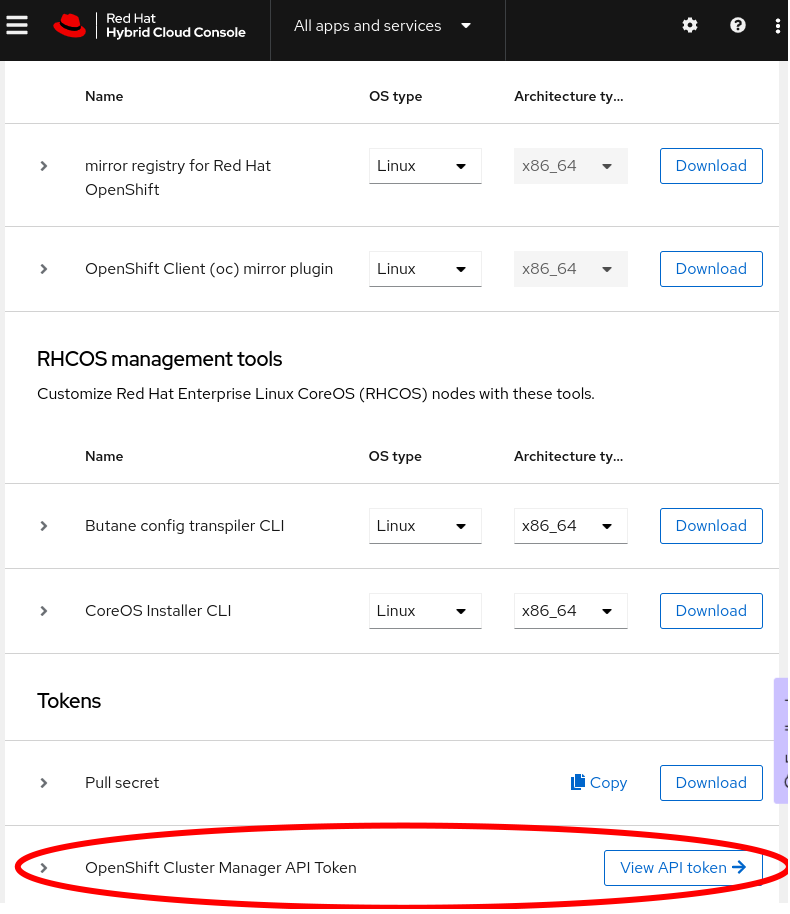 Red Hat
Hybrid Cloud Console
All apps and services
Name OS type Architecture ty...
mirror registry for Red Hat
OpenShift
Linux x86_64 Download
OpenShift Client (oc) mirror plugin Linux x86_64 Download
RHCOS management tools
Customize Red Hat Enterprise Linux CoreOS (RHCOS) nodes with these tools.
Name OS type Architecture ty...
Butane config transpiler CLI Linux x86_64 Download
CoreOS Installer CLI Linux x86_64 Download
Tokens
Pull secret Copy Download
OpenShift Cluster Manager API Token View API token